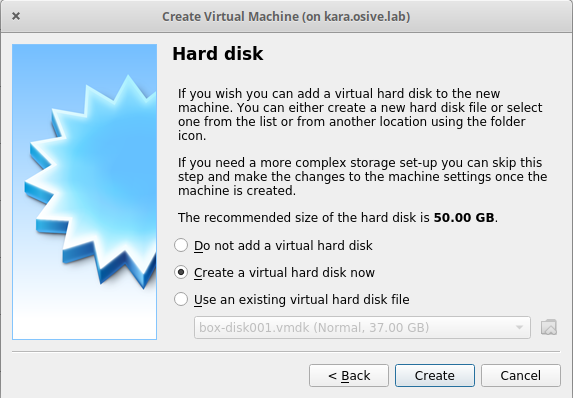 Create Virtual Machine (on kara.osive.lab)
Hard disk
If you wish you can add a virtual hard disk to the new
machine. You can either create a new hard disk file or select
one from the list or from another location using the folder
icon.
If you need a more complex storage set-up you can skip this
step and make the changes to the machine settings once the
machine is created.
The recommended size of the hard disk is 50.00 GB.
Do not add a virtual hard disk
Create a virtual hard disk now
Use an existing virtual hard disk file
box-disk001.vmdk (Normal, 37.00 GB)
< Back
Create
Cancel